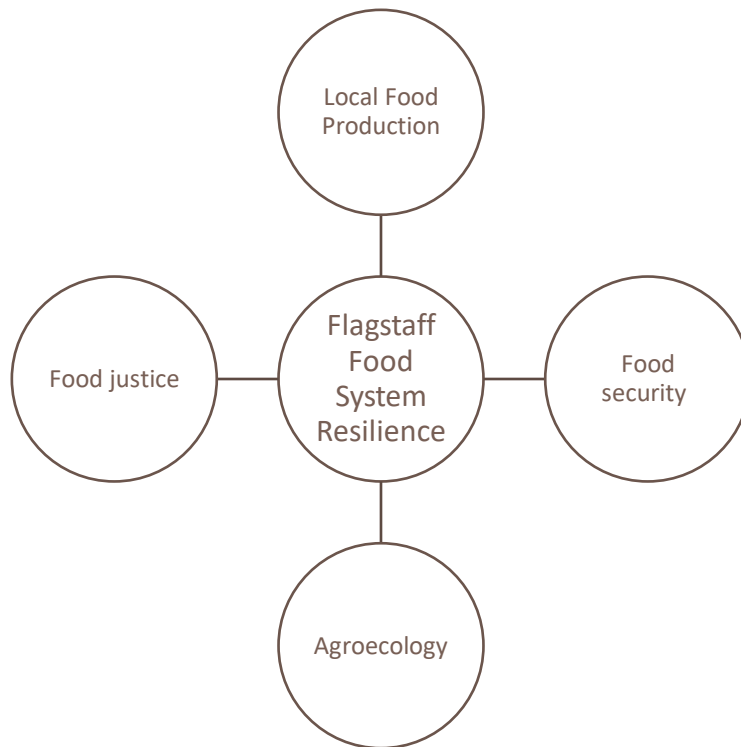 Local Food
Production
Food justice
Flagstaff
Food
System
Resilience
Food
security
Agroecology